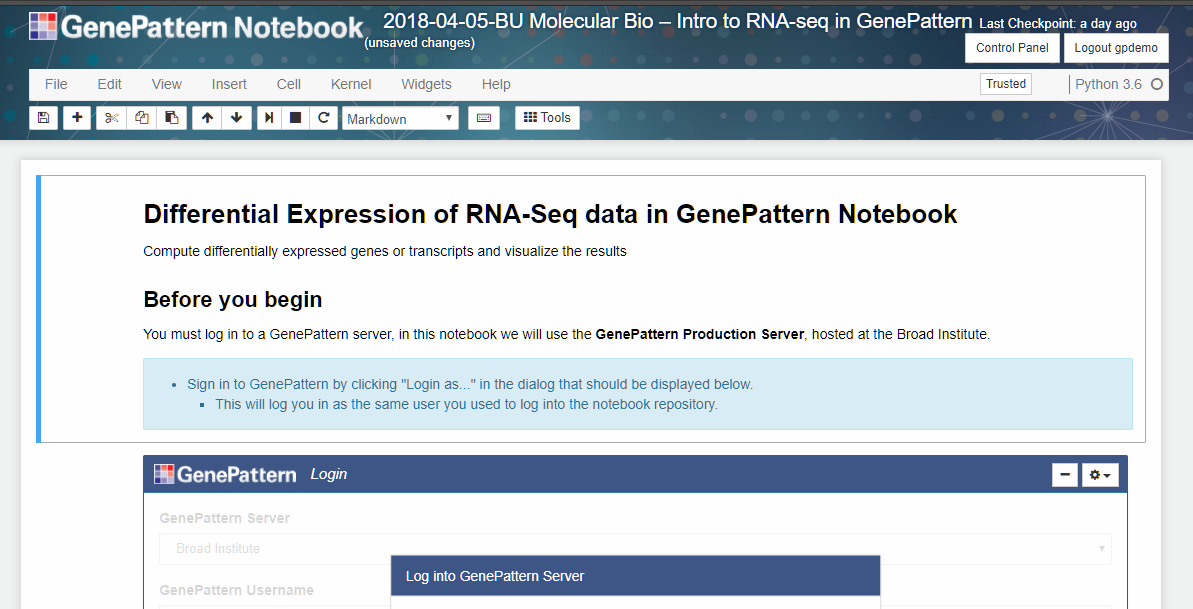 GenePattern Notebook 2018-04-05-BU Molecular Bio – Intro to RNA-seq in GenePattern Last Checkpoint: a day ago
(unsaved changes)
Control Panel Logout gpdemo
File Edit View Insert Cell Kernel Widgets Help Trusted Python 3.6
Markdown Tools
Differential Expression of RNA-Seq data in GenePattern Notebook
Compute differentially expressed genes or transcripts and visualize the results
Before you begin
You must log in to a GenePattern server, in this notebook we will use the GenePattern Production Server, hosted at the Broad Institute.
• Sign in to GenePattern by clicking "Login as..." in the dialog that should be displayed below.
▪ This will log you in as the same user you used to log into the notebook repository.
GenePattern Login
GenePattern Server
Broad Institute
Log into GenePattern Server
GenePattern Username